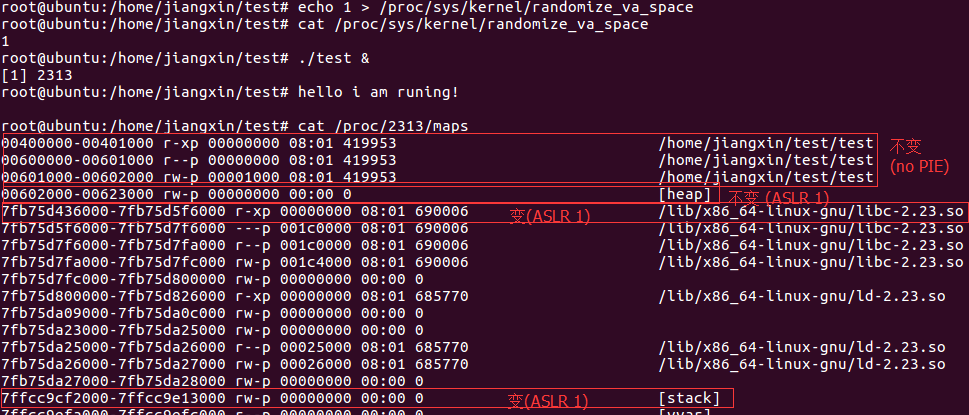 root@ubuntu:/home/jiangxin/test# echo 1 > /proc/sys/kernel/randomize_va_space
root@ubuntu:/home/jiangxin/test# cat /proc/sys/kernel/randomize_va_space
1
root@ubuntu:/home/jiangxin/test# ./test &
[1] 2313
root@ubuntu:/home/jiangxin/test# hello i am runing!
root@ubuntu:/home/jiangxin/test# cat /proc/2313/maps
00400000-00401000 r-xp 00000000 08:01 419953 /home/jiangxin/test/test 不变
00600000-00601000 r--p 00000000 08:01 419953 /home/jiangxin/test/test (no PIE)
00601000-00602000 rw-p 00001000 08:01 419953 /home/jiangxin/test/test
00602000-00623000 rw-p 00000000 00:00 0 [heap] 不变 (ASLR 1)
7fb75d436000-7fb75d5f6000 r-xp 00000000 08:01 690006 变(ASLR 1) /lib/x86_64-linux-gnu/libc-2.23.so
7fb75d5f6000-7fb75d7f6000 ---p 001c0000 08:01 690006 /lib/x86_64-linux-gnu/libc-2.23.so
7fb75d7f6000-7fb75d7fa000 r--p 001c0000 08:01 690006 /lib/x86_64-linux-gnu/libc-2.23.so
7fb75d7fa000-7fb75d7fc000 rw-p 001c4000 08:01 690006 /lib/x86_64-linux-gnu/libc-2.23.so
7fb75d7fc000-7fb75d800000 rw-p 00000000 00:00 0
7fb75d800000-7fb75d826000 r-xp 00000000 08:01 685770 /lib/x86_64-linux-gnu/ld-2.23.so
7fb75da09000-7fb75da0c000 rw-p 00000000 00:00 0
7fb75da23000-7fb75da25000 rw-p 00000000 00:00 0
7fb75da25000-7fb75da26000 r--p 00025000 08:01 685770 /lib/x86_64-linux-gnu/ld-2.23.so
7fb75da26000-7fb75da27000 rw-p 00026000 08:01 685770 /lib/x86_64-linux-gnu/ld-2.23.so
7fb75da27000-7fb75da28000 rw-p 00000000 00:00 0
7ffcc9cf2000-7ffcc9e13000 rw-p 00000000 00:00 0 变(ASLR 1) [stack]